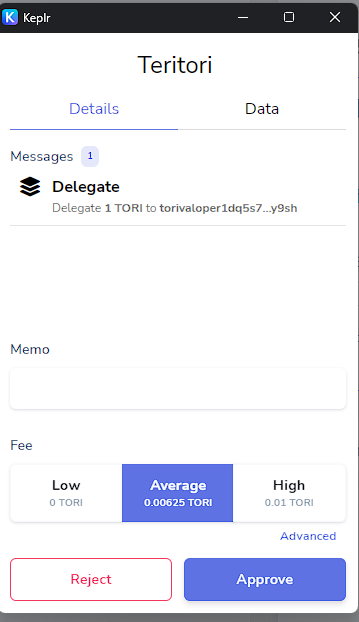 Keplr
Teritori
Details Data
Messages 1
Delegate
Delegate 1 TORI to torivaloper1dq5s7...y9sh
Memo
Fee
Low Average High
0 TORI 0.00625 TORI 0.01 TORI
Advanced
Reject Approve